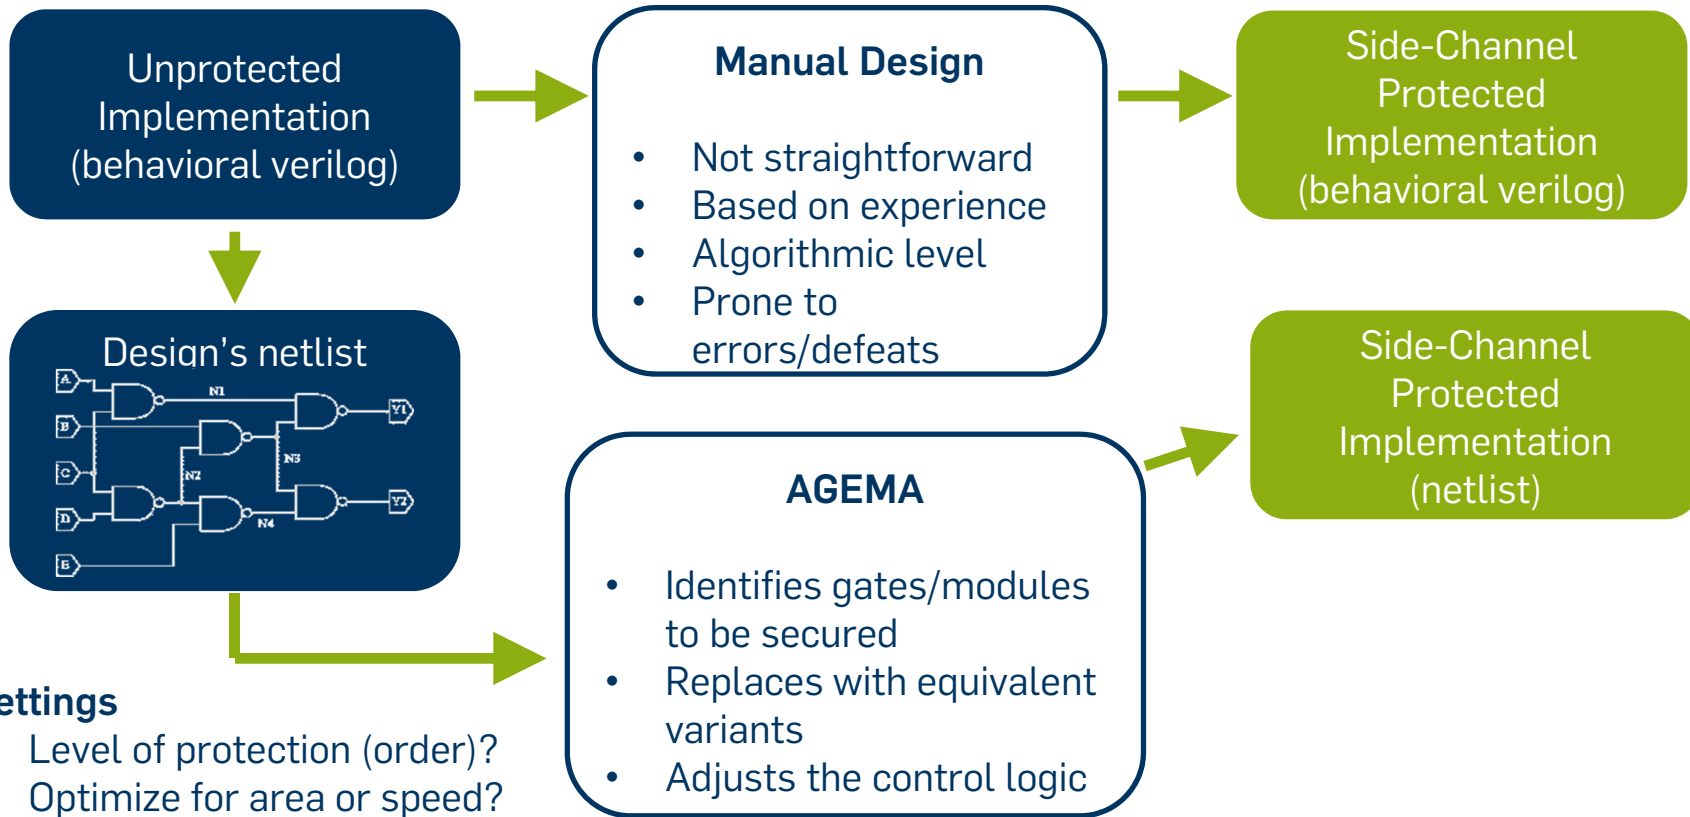 Unprotected
Implementation
(behavioral verilog)
Manual Design
• Not straightforward
• Based on experience
• Algorithmic level
• Prone to
errors/defeats
Side-Channel
Protected
Implementation
(behavioral verilog)
Design's netlist
A
B
C
D
E
N1
N2
N3
N4
Y1
Y2
AGEMA
• Identifies gates/modules
to be secured
• Replaces with equivalent
variants
• Adjusts the control logic
Side-Channel
Protected
Implementation
(netlist)
ettings
Level of protection (order)?
Optimize for area or speed?